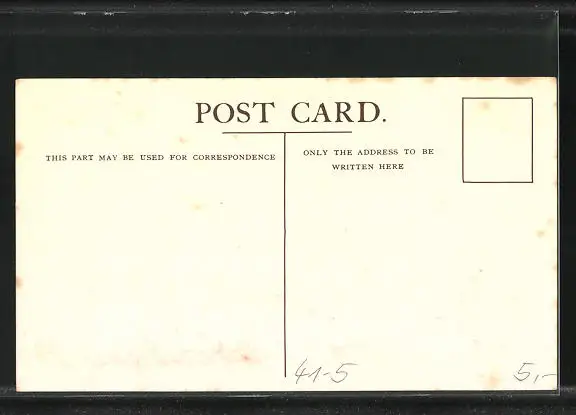 POST CARD.
THIS PART MAY BE USED FOR CORRESPONDENCE
ONLY THE ADDRESS TO BE
WRITTEN HERE
41-5
5,-